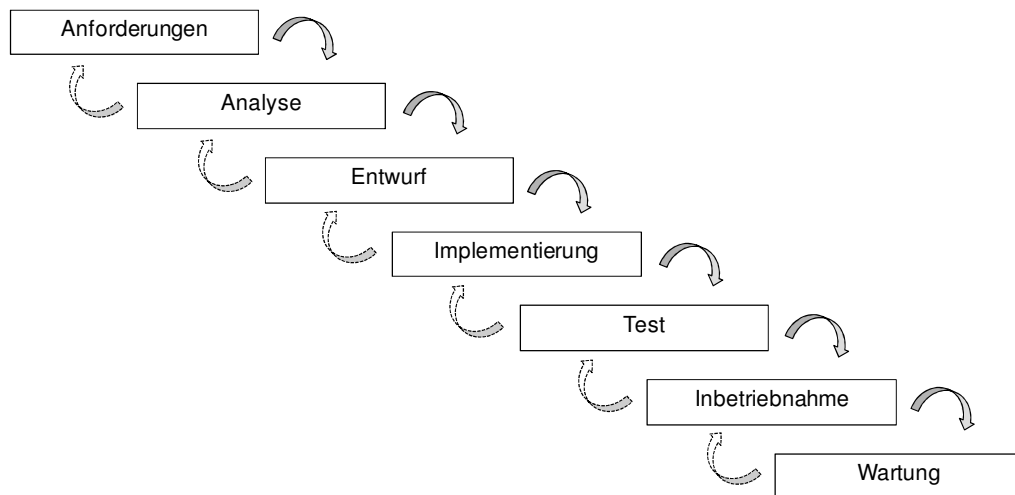 Anforderungen
Analyse
Entwurf
Implementierung
Test
Inbetriebnahme
Wartung